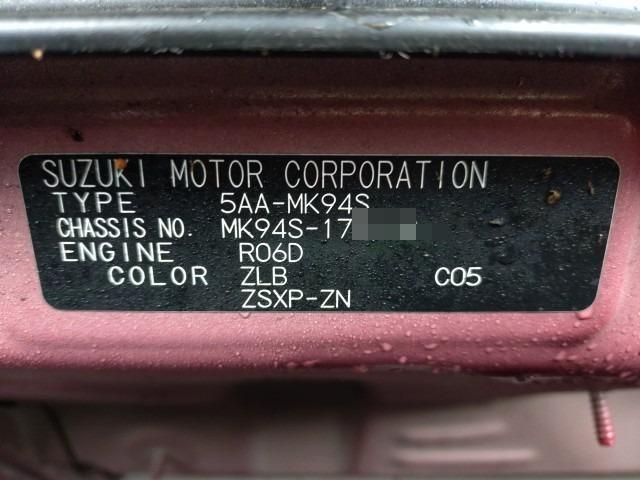 SUZUKI MOTOR CORPORATION
TYPE 5AA-MK94S
CHASSIS NO. MK94S-17
ENGINE R06D
COLOR ZLB C05
ZSXP-ZN